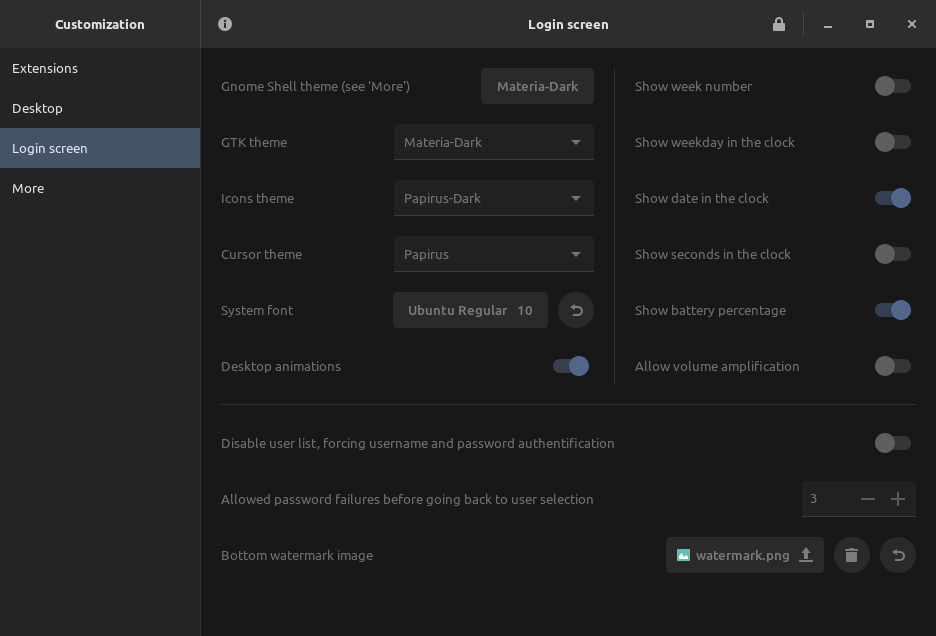 Customization
Login screen
Extensions
Desktop
Login screen
More
Gnome Shell theme (see 'More')
Materia-Dark
GTK theme
Materia-Dark
Icons theme
Papirus-Dark
Cursor theme
Papirus
System font
Ubuntu Regular 10
Desktop animations
Show week number
Show weekday in the clock
Show date in the clock
Show seconds in the clock
Show battery percentage
Allow volume amplification
Disable user list, forcing username and password authentification
Allowed password failures before going back to user selection
3
Bottom watermark image
watermark.png